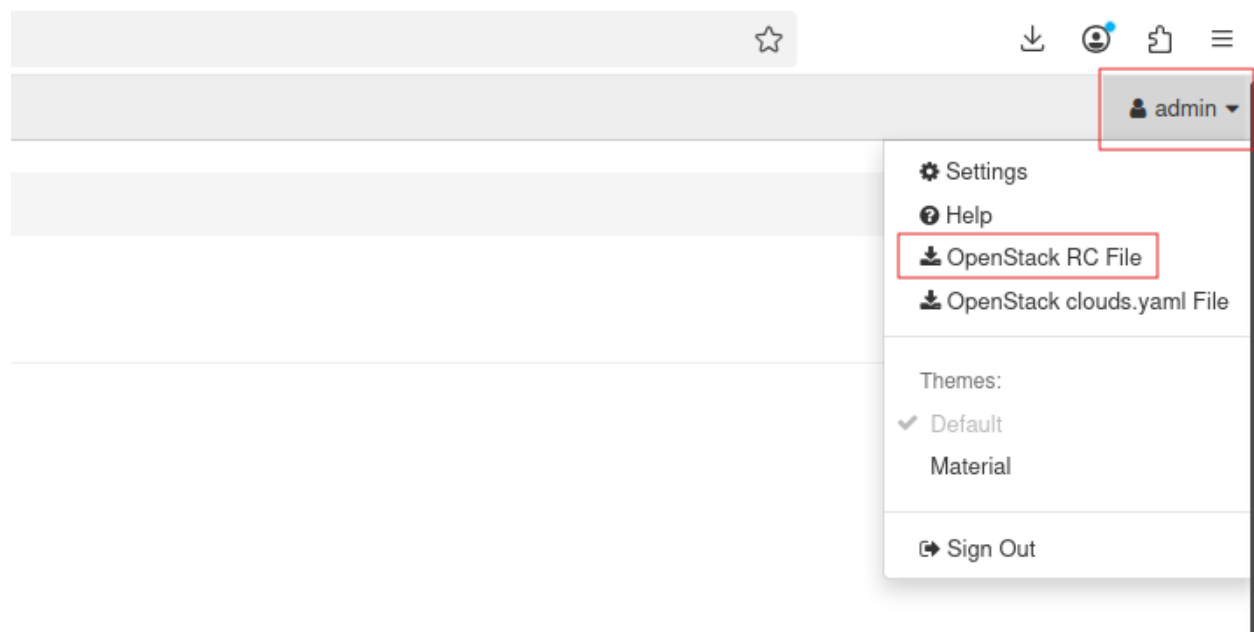 admin
Settings
Help
OpenStack RC File
OpenStack clouds.yaml File
Themes:
Default
Material
Sign Out